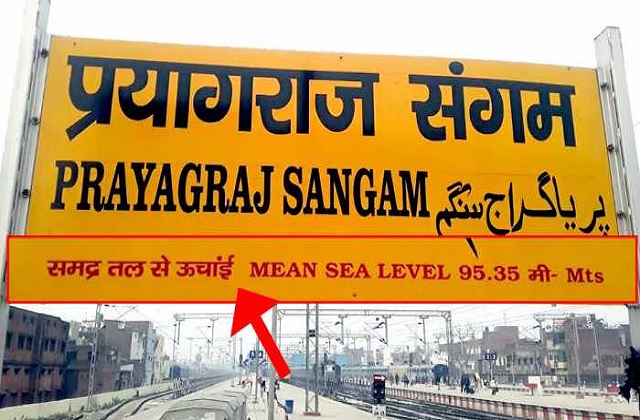 प्रयागराज संगम
PRAYAGRAJ SANGAM پریاگراج سنگم
समद्र तल से ऊचांई MEAN SEA LEVEL 95.35 मी- Mts